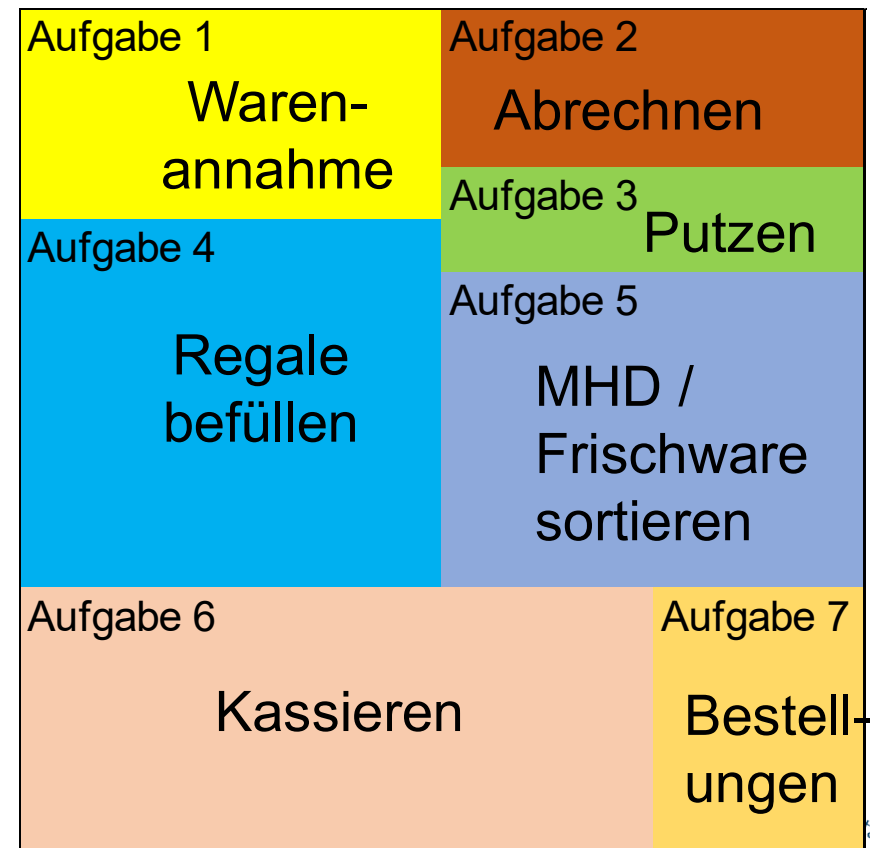 Aufgabe 1
Waren-
annahme
Aufgabe 2
Abrechnen
Aufgabe 3
Putzen
Aufgabe 4
Regale
befüllen
Aufgabe 5
MHD /
Frischware
sortieren
Aufgabe 6
Kassieren
Aufgabe 7
Bestell-
ungen